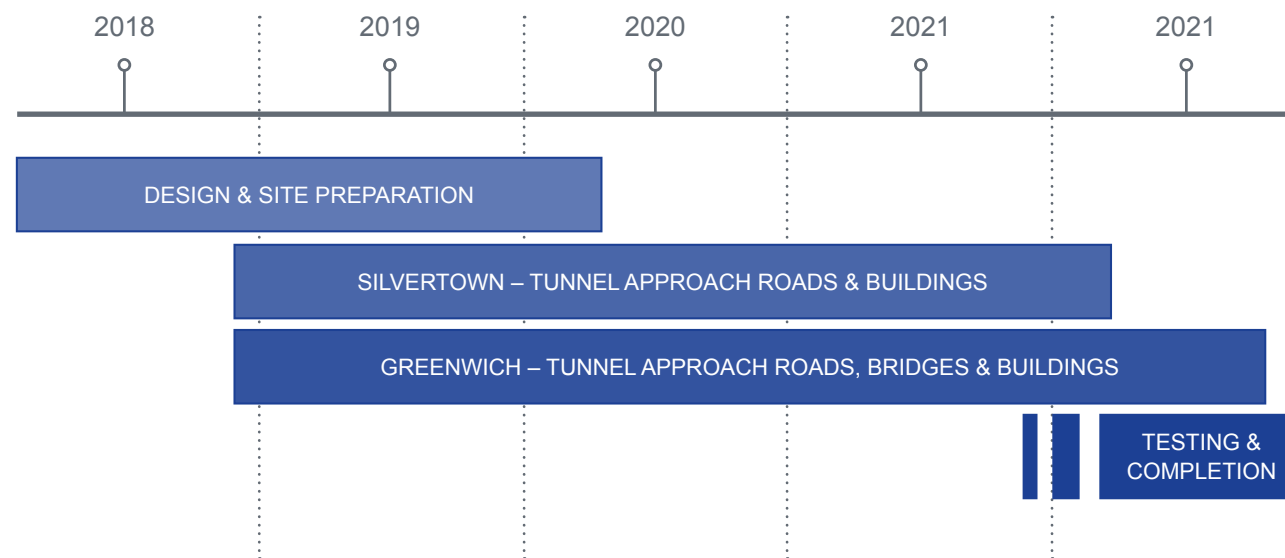 2018 2019 2020 2021 2021
DESIGN & SITE PREPARATION
SILVERTOWN – TUNNEL APPROACH ROADS & BUILDINGS
GREENWICH – TUNNEL APPROACH ROADS, BRIDGES & BUILDINGS
TESTING &
COMPLETION